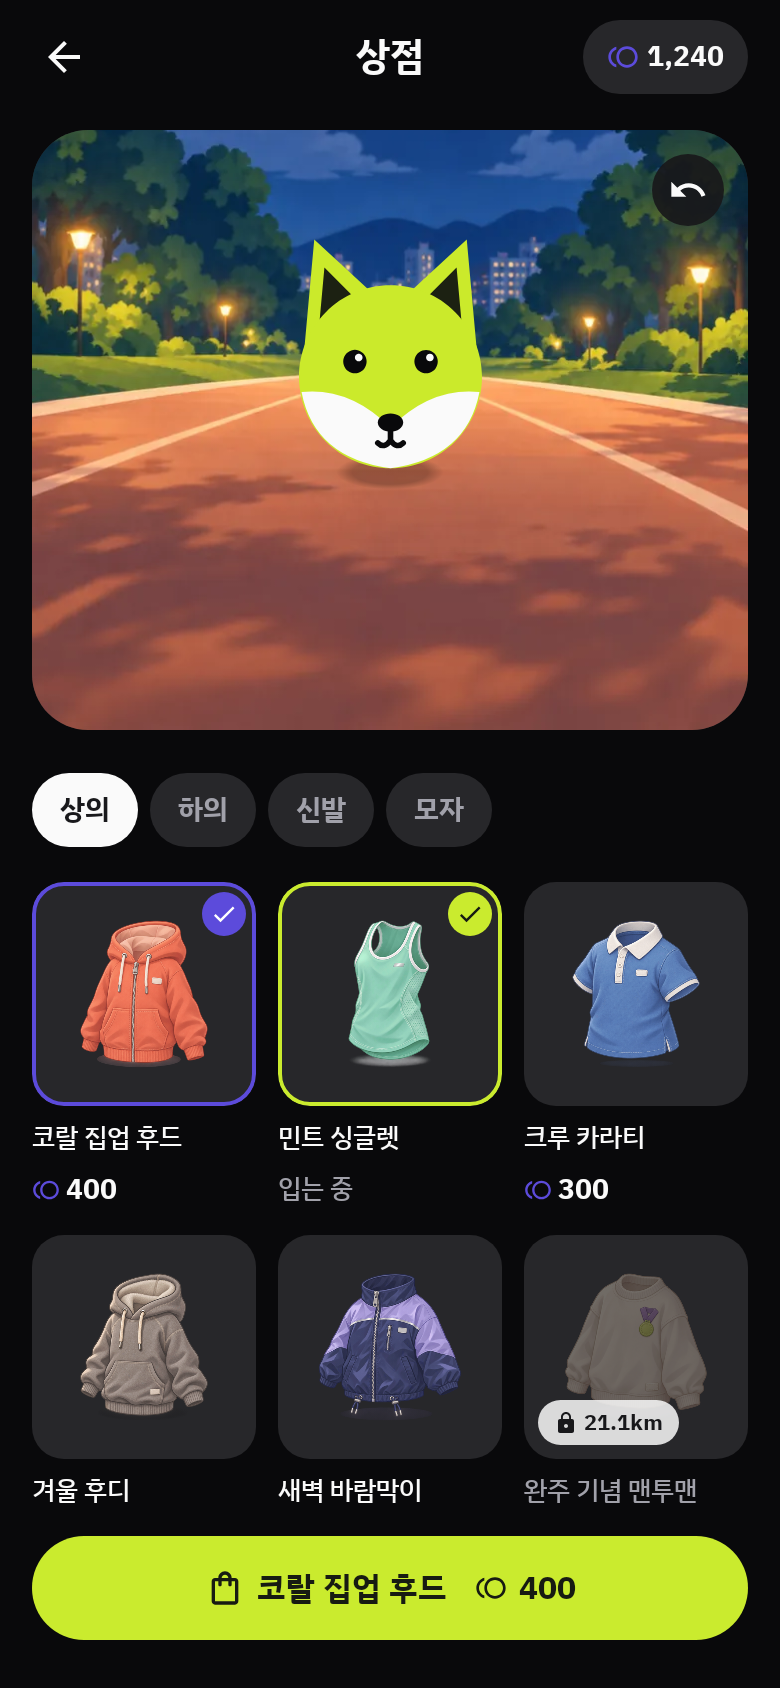 상점
1,240
상의 하의 신발 모자
코랄 집업 후드 민트 싱글렛 크루 카라티
400 입는 중 300
21.1km
겨울 후디 새벽 바람막이 완주 기념 맨투맨
코랄 집업 후드 400